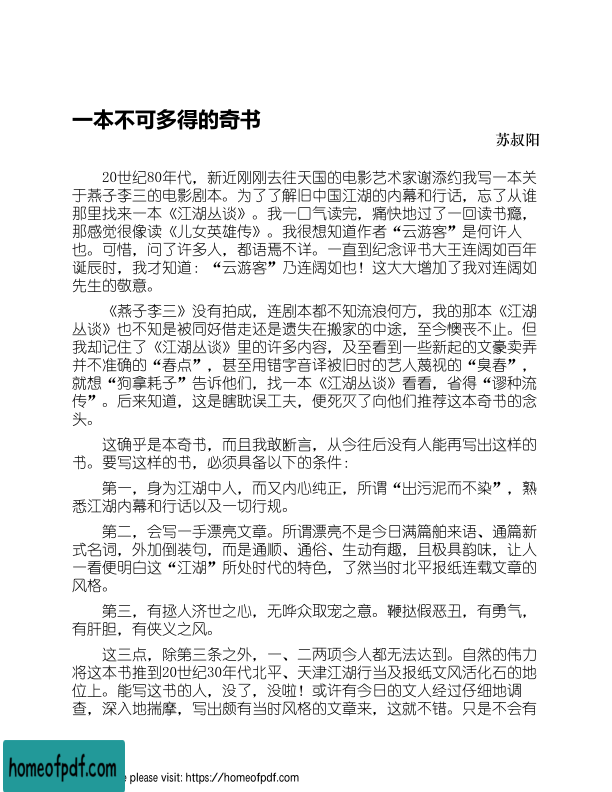 一本不可多得的奇书
苏叔阳
20世纪80年代，新近刚刚去往天国的电影艺术家谢添约我写一本关
于燕子李三的电影剧本。为了了解旧中国江湖的内幕和行话，忘了从谁
那里找来一本《江湖丛谈》。我一口气读完，痛快地过了一回读书瘾，
那感觉很像读《儿女英雄传》。我很想知道作者“云游客”是何许人
也。可惜，问了许多人，都语焉不详。一直到纪念评书大王连阔如百年
诞辰时，我才知道：“云游客”乃连阔如也！这大大增加了我对连阔如
先生的敬意。
《燕子李三》没有拍成，连剧本都不知流浪何方，我的那本《江湖
丛谈》也不知是被同好借走还是遗失在搬家的中途，至今懊丧不止。但
我却记住了《江湖丛谈》里的许多内容，及至看到一些新起的文豪卖弄
并不准确的“春点”，甚至用错字音译被旧时的艺人蔑视的“臭春”，
就想“狗拿耗子”告诉他们，找一本《江湖丛谈》看看，省得“谬种流
传”。后来知道，这是瞎耽误工夫，便死灭了向他们推荐这本奇书的念
头。
这确乎是本奇书，而且我敢断言，从今往后没有人能再写出这样的
书。要写这样的书，必须具备以下的条件：
第一，身为江湖中人，而又内心纯正，所谓“出污泥而不染”，熟
悉江湖内幕和行话以及一切行规。
第二，会写一手漂亮文章。所谓漂亮不是今日满篇舶来语、通篇新
式名词，外加倒装句，而是通顺、通俗、生动有趣，且极具韵味，让人
一看便明白这“江湖”所处时代的特色，了然当时北平报纸连载文章的
风格。
第三，有拯人济世之心，无哗众取宠之意。鞭挞假恶丑，有勇气，
有肝胆，有侠义之风。
这三点，除第三条之外，一、二两项今人都无法达到。自然的伟力
将这本书推到20世纪30年代北平、天津江湖行当及报纸文风活化石的地
位上。能写这书的人，没了，没啦！或许有今日的文人经过仔细地调
查，深入地揣摩，写出颇有当时风格的文章来，这就不错。只是不会有
homeofpdf.com
e please visit: https://homeofpdf.com